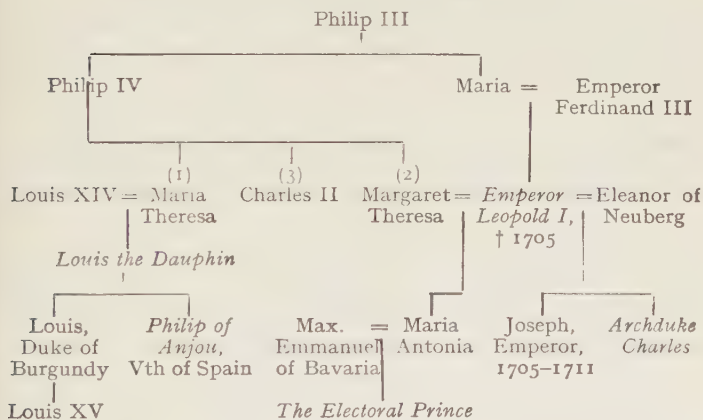 Philip III
Philip IV Maria = Emperor
Ferdinand III
(1) (3) (2)
Louis XIV = Maria Charles II Margaret = Emperor = Eleanor of
Theresa Theresa Leopold I, Neuberg
† 1705
Louis the Dauphin
Louis, Philip of Max. = Maria Joseph, Archduke
Duke of Anjou, Emmanuel Antonia Emperor, Charles
Burgundy Vth of Spain of Bavaria 1705–1711
Louis XV The Electoral Prince